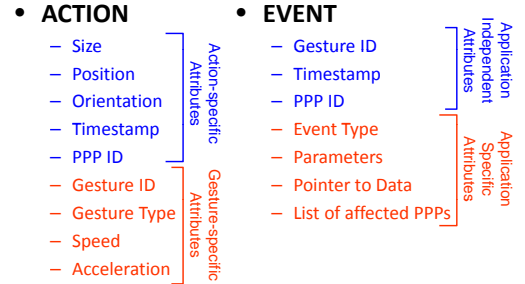 • ACTION
– Size
– Position
– Orientation
– Timestamp
– PPP ID
Action-specific
Attributes
– Gesture ID
– Gesture Type
– Speed
– Acceleration
Gesture-specific
Attributes
• EVENT
– Gesture ID
– Timestamp
– PPP ID
Application
Independent
Attributes
– Event Type
– Parameters
– Pointer to Data
– List of affected PPPs
Application
Specific
Attributes